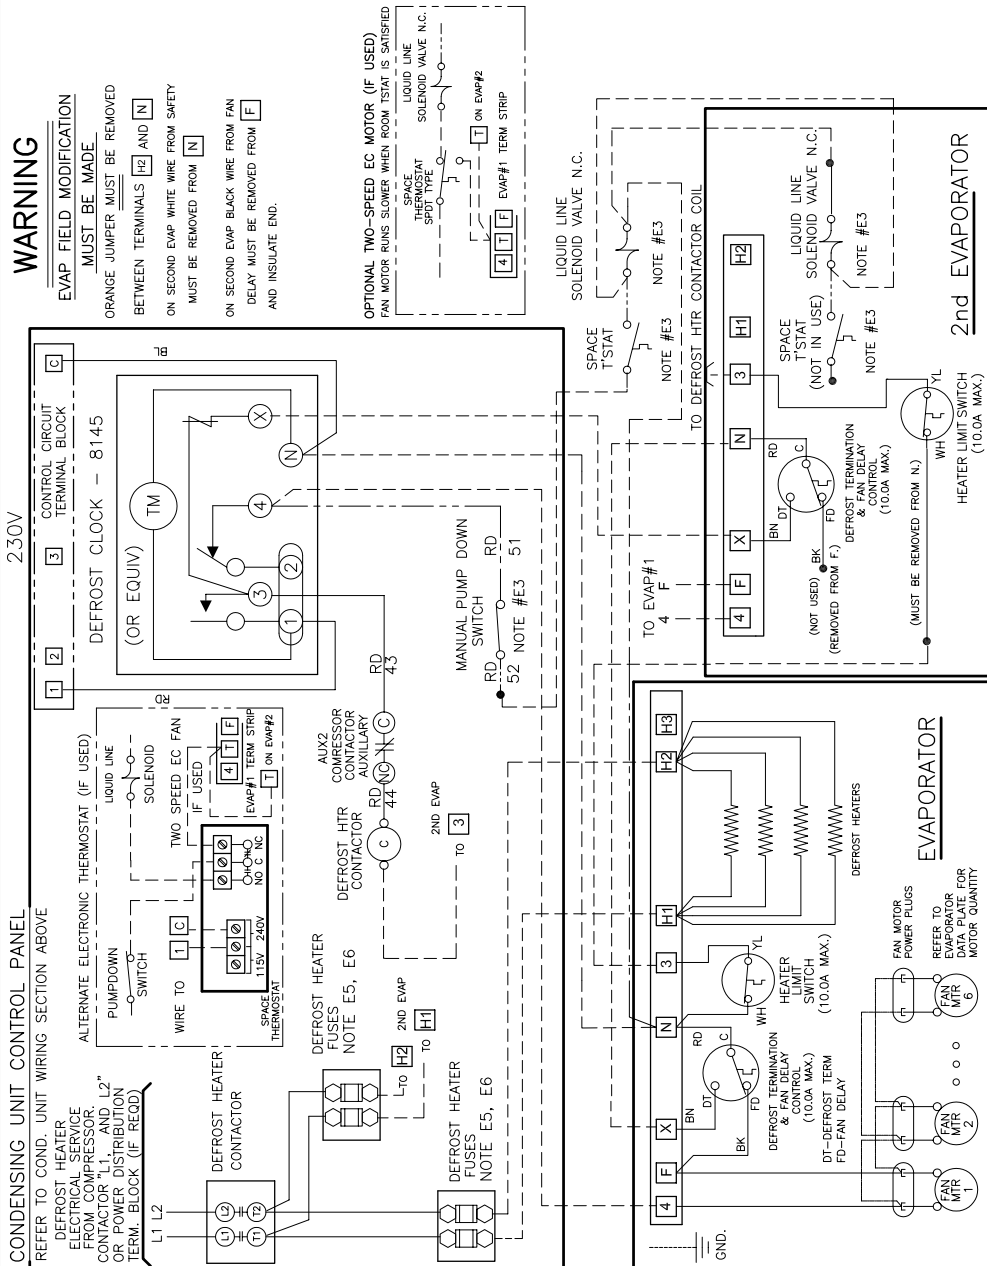 WARNING
EVAP FIELD MODIFICATION
MUST BE MADE
ORANGE JUMPER MUST BE REMOVED
BETWEEN TERMINALS H2 AND N
ON SECOND EVAP WHITE WIRE FROM SAFETY
MUST BE REMOVED FROM N
ON SECOND EVAP BLACK WIRE FROM FAN
DELAY MUST BE REMOVED FROM F
AND INSULATE END.
OPTIONAL TWO-SPEED EC MOTOR (IF USED)
FAN MOTOR RUNS SLOWER WHEN ROOM TSTAT IS SATISFIED
SPACE
THERMOSTAT
SPDT TYPE
LIQUID LINE
SOLENOID VALVE N.C.
T ON EVAP#2
4 T F EVAP#1 TERM STRIP
CONDENSING UNIT CONTROL PANEL
230V
REFER TO COND. UNIT WIRING SECTION ABOVE
DEFROST HEATER
ELECTRICAL SERVICE
FROM COMPRESSOR.
CONTACTOR "L1, AND L2"
OR POWER DISTRIBUTION
TERM. BLOCK (IF REQD)
L1 L2
1 2 3 C
CONTROL CIRCUIT
TERMINAL BLOCK
RD
BL
DEFROST CLOCK - 8145
(OR EQUIV)
TM
1 3 2 4 N X
ALTERNATE ELECTRONIC THERMOSTAT (IF USED)
PUMPDOWN
SWITCH
LIQUID LINE
SOLENOID
WIRE TO 1 C
TWO SPEED EC FAN
IF USED
4 T F
EVAP#1 TERM STRIP
T ON EVAP#2
115V 240V
NO C NC
SPACE
THERMOSTAT
DEFROST HEATER
CONTACTOR
L1 L2
T1 T2
DEFROST HEATER
FUSES
NOTE E5, E6
TO H2 2ND EVAP
TO H1
DEFROST HEATER
FUSES
NOTE E5, E6
DEFROST HTR
CONTACTOR
C
RD
44
NC
C
AUX2
COMRESSOR
CONTACTOR
AUXILLARY
RD
43
2ND EVAP
TO 3
MANUAL PUMP DOWN
SWITCH
RD
52
RD
51
NOTE #E3
SPACE
T'STAT
NOTE #E3
LIQUID LINE
SOLENOID VALVE N.C.
NOTE #E3
TO DEFROST HTR CONTACTOR COIL
2nd EVAPORATOR
TO EVAP#1
4 F
4 F X N 3 H1 H2
BN
RD
DT
C
FD
BK
(NOT USED)
(REMOVED FROM F.)
DEFROST TERMINATION
& FAN DELAY
CONTROL
(10.0A MAX.)
SPACE
T'STAT
(NOT IN USE)
NOTE #E3
LIQUID LINE
SOLENOID VALVE N.C.
NOTE #E3
(MUST BE REMOVED FROM N.)
WH
YL
HEATER LIMIT SWITCH
(10.0A MAX.)
EVAPORATOR
GND.
4 F X N 3 H1 H2 H3
BN
RD
DT
C
FD
BK
DEFROST TERMINATION
& FAN DELAY
CONTROL
(10.0A MAX.)
DT-DEFROST TERM
FD-FAN DELAY
WH
YL
HEATER
LIMIT
SWITCH
(10.0A MAX.)
DEFROST HEATERS
FAN MOTOR
POWER PLUGS
REFER TO
EVAPORATOR
DATA PLATE FOR
MOTOR QUANTITY
FAN
MTR
1
FAN
MTR
2
FAN
MTR
6